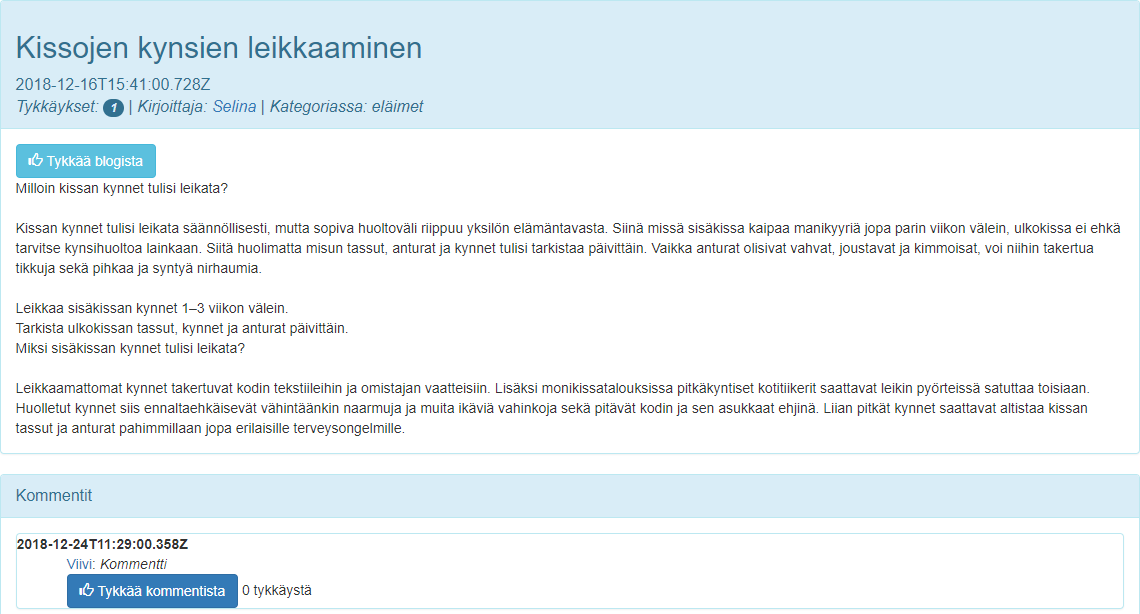 Kissojen kynsien leikkaaminen
2018-12-16T15:41:00.728Z
Tykkäykset: 1 | Kirjoittaja: Selina | Kategoriassa: eläimet
Tykkää blogista
Milloin kissan kynnet tulisi leikata?
Kissan kynnet tulisi leikata säännöllisesti, mutta sopiva huoltoväli riippuu yksilön elämäntavasta. Siinä missä sisäkissa kaipaa manikyyriä jopa parin viikon välein, ulkokissa ei ehkä
tarvitse kynsihuoltoa lainkaan. Siitä huolimatta misun tassut, anturat ja kynnet tulisi tarkistaa päivittäin. Vaikka anturat olisivat vahvat, joustavat ja kimmoisat, voi niihin takertua
tikkuja sekä pihkaa ja syntyä nirhaumia.
Leikkaa sisäkissan kynnet 1–3 viikon välein.
Tarkista ulkokissan tassut, kynnet ja anturat päivittäin.
Miksi sisäkissan kynnet tulisi leikata?
Leikkaamattomat kynnet takertuvat kodin tekstiileihin ja omistajan vaatteisiin. Lisäksi monikissatalouksissa pitkäkyntiset kotitiikerit saattavat leikin pyörteissä satuttaa toisiaan.
Huolletut kynnet siis ennaltaehkäisevät vähintäänkin naarmuja ja muita ikäviä vahinkoja sekä pitävät kodin ja sen asukkaat ehjinä. Liian pitkät kynnet saattavat altistaa kissan
tassut ja anturat pahimmillaan jopa erilaisille terveysongelmille.
Kommentit
2018-12-24T11:29:00.358Z
Viivi: Kommentti
Tykkää kommentista 0 tykkäystä